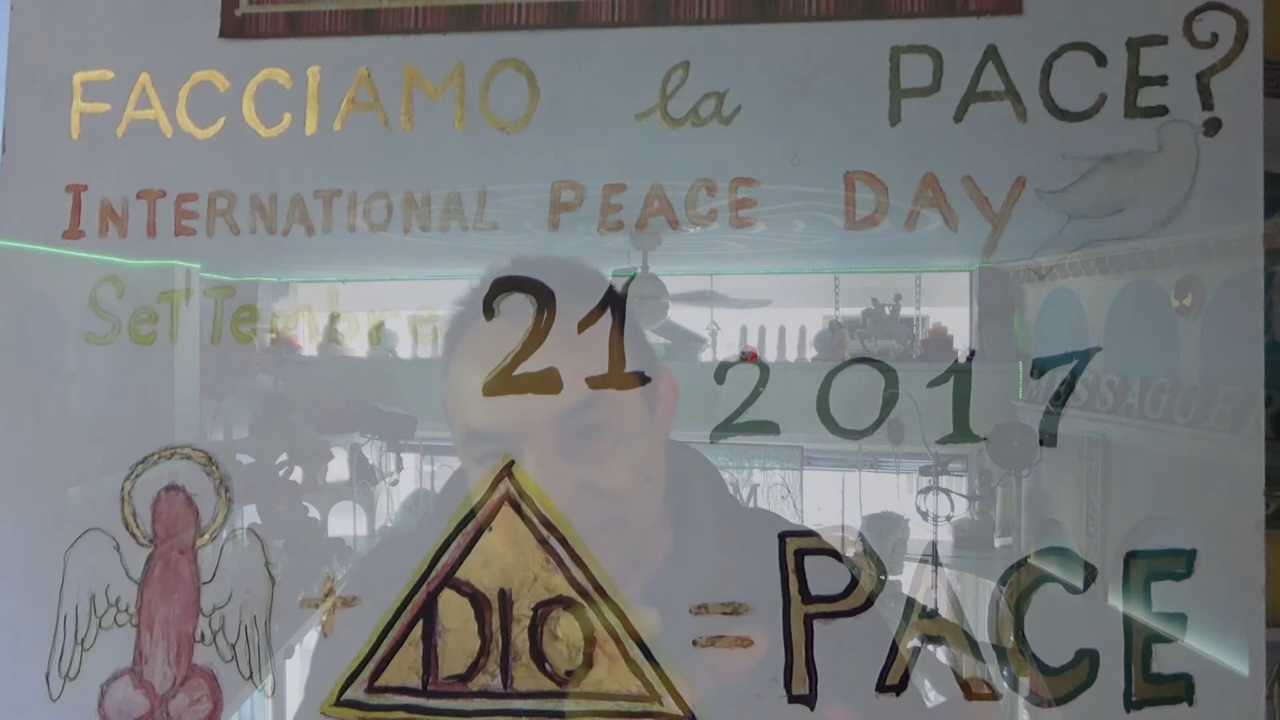 FACCIAMO la PACE?
INTERNATIONAL PEACE DAY
SetTembre 21 2017
+ DIO = PACE